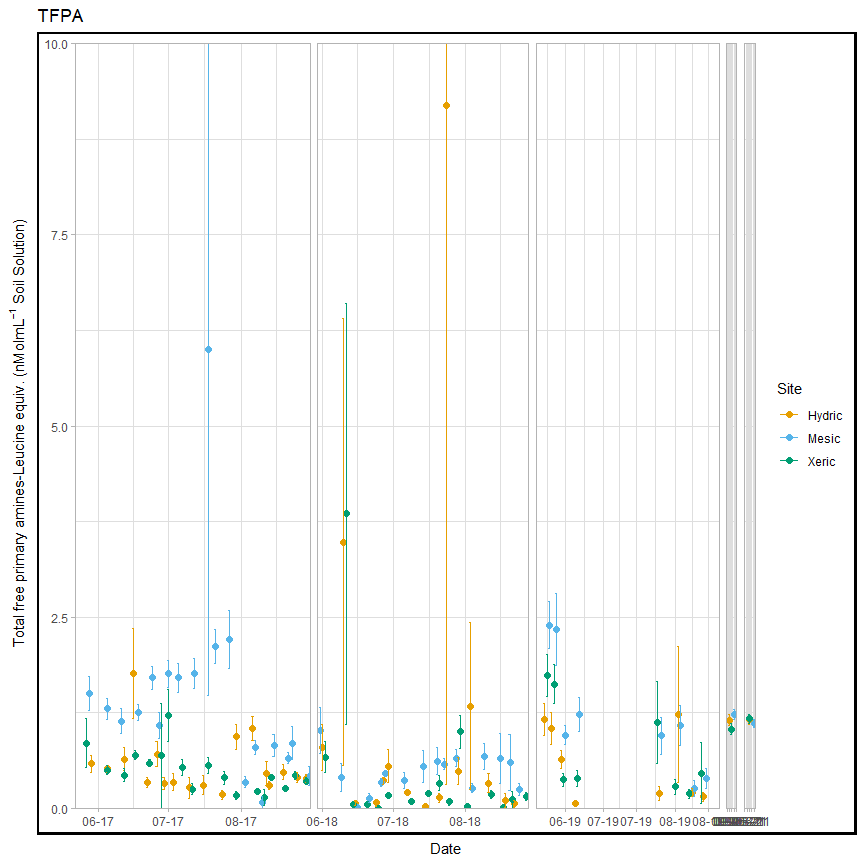 TFPA
Total free primary amines-Leucine equiv. (nMolmL⁻¹ Soil Solution)
10.0
7.5
5.0
2.5
0.0
06-17 07-17 08-17 06-18 07-18 08-18 06-19 07-19 07-19 08-19
Date
Site
Hydric
Mesic
Xeric